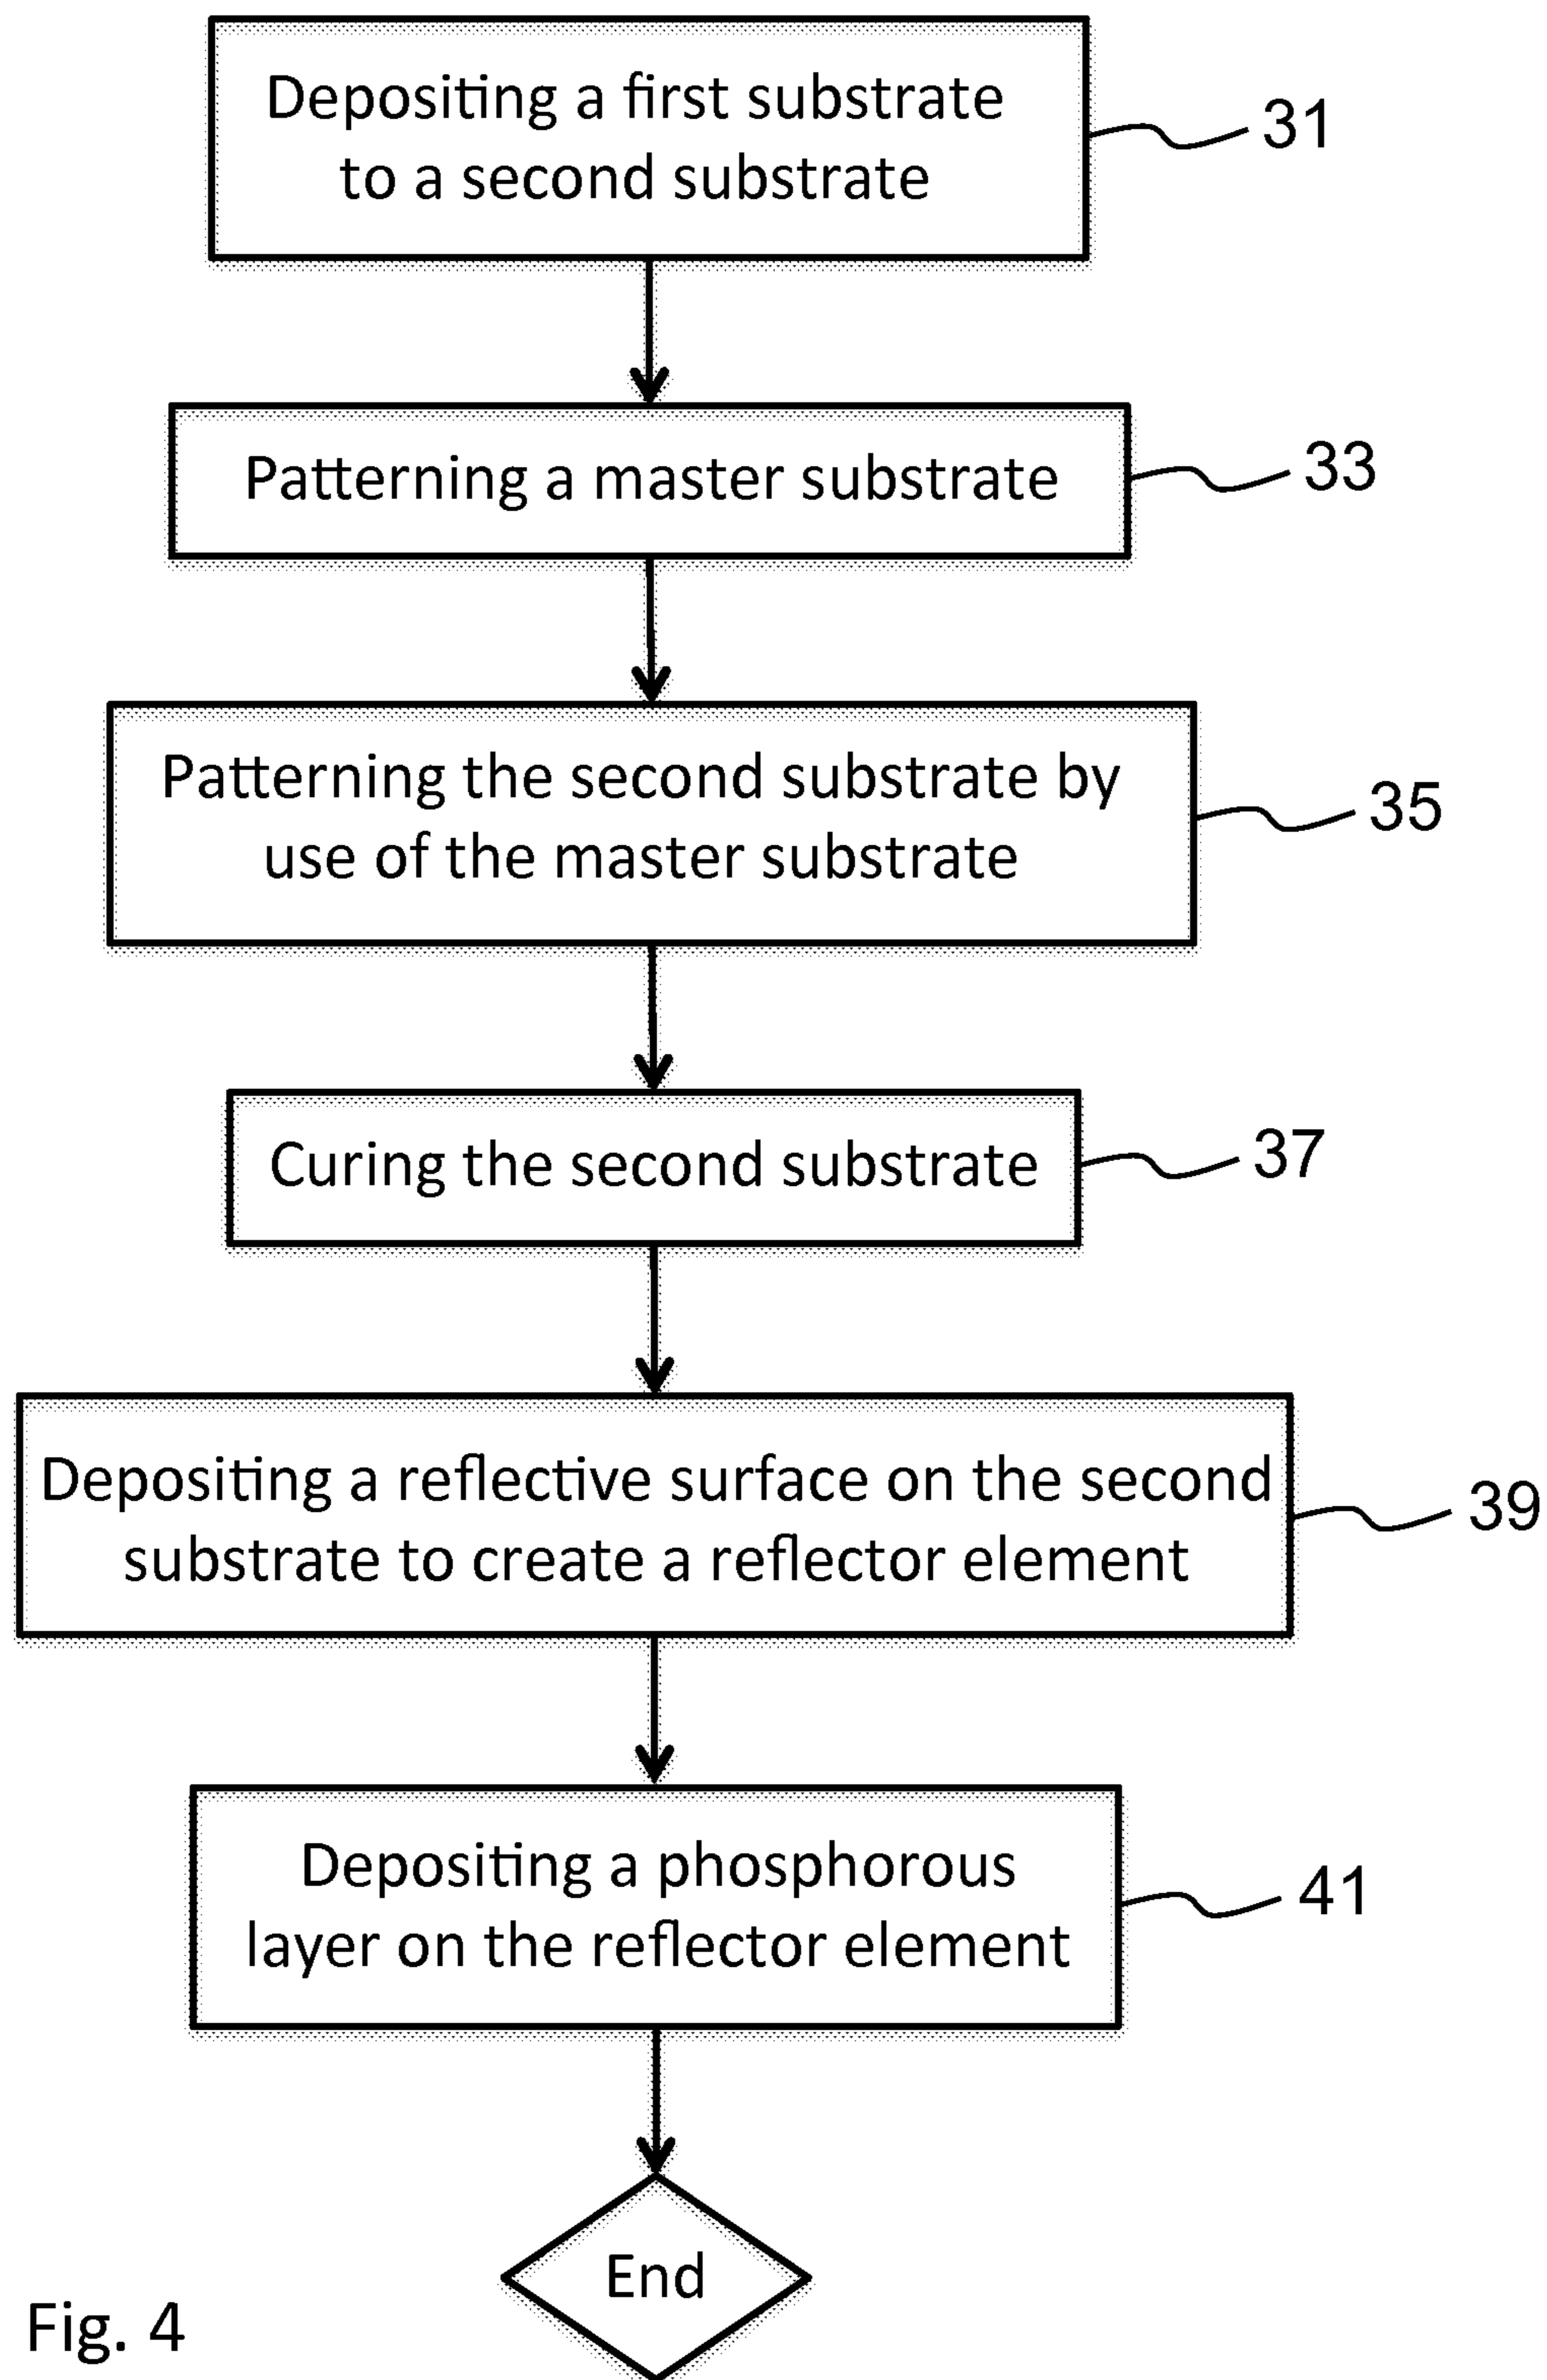 Depositing a first substrate
to a second substrate
31
Patterning a master substrate
33
Patterning the second substrate by
use of the master substrate
35
Curing the second substrate
37
Depositing a reflective surface on the second
substrate to create a reflector element
39
Depositing a phosphorous
layer on the reflector element
41
End
Fig. 4